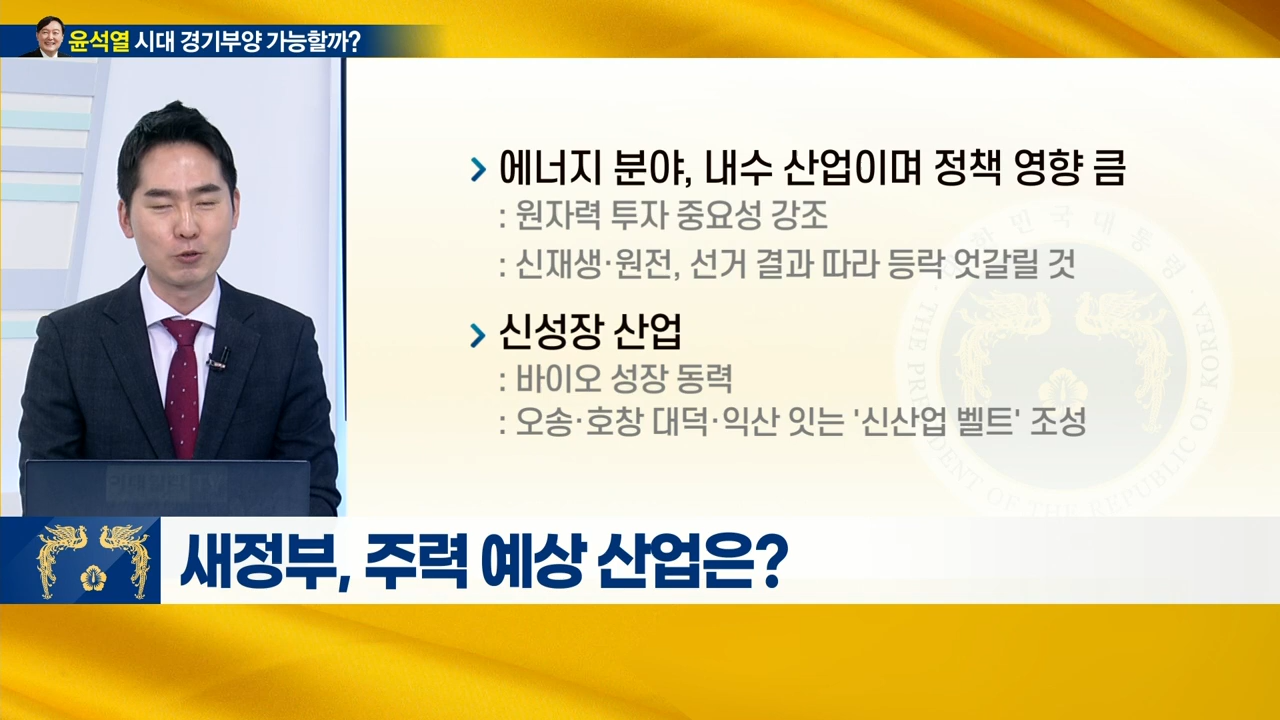 윤석열 시대 경기부양 가능할까?
에너지 분야, 내수 산업이며 정책 영향 큼
: 원자력 투자 중요성 강조
: 신재생·원전, 선거 결과 따라 등락 엇갈릴 것
신성장 산업
: 바이오 성장 동력
: 오송·호창 대덕·익산 잇는 '신산업 벨트' 조성
새정부, 주력 예상 산업은?